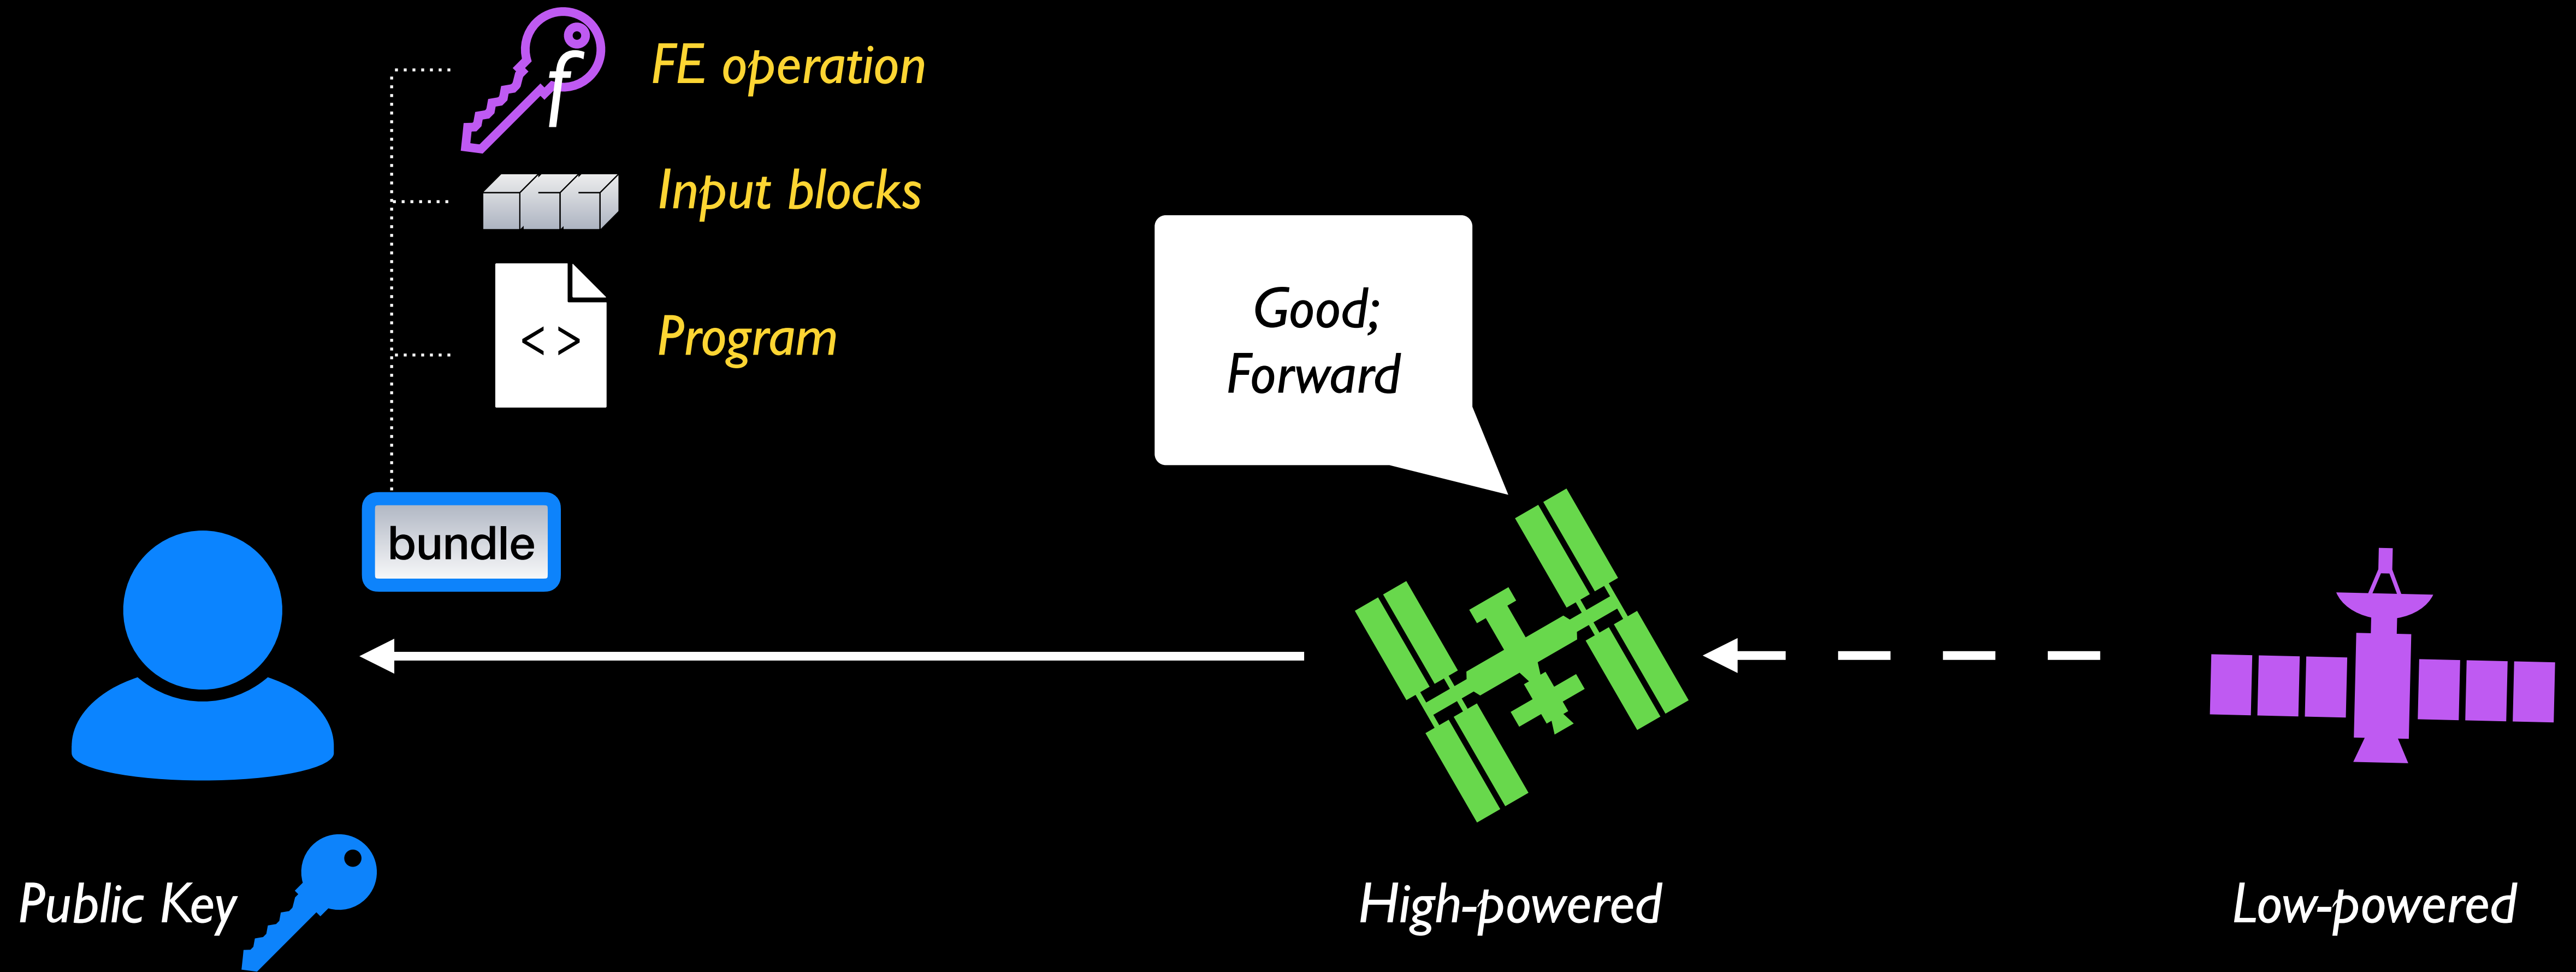 f
FE operation
Input blocks
< >
Program
Good;
Forward
bundle
Public Key
High-powered
Low-powered